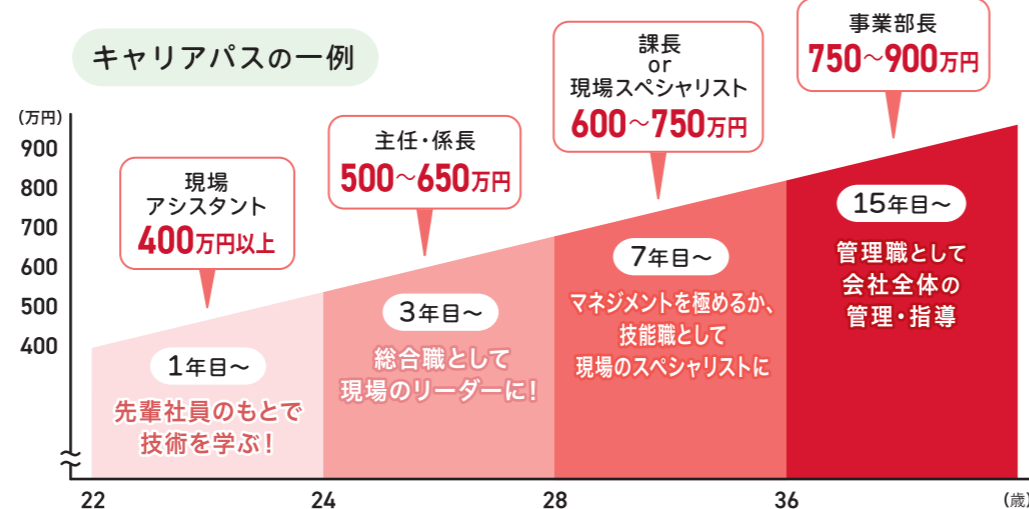 キャリアパスの一例
(万円)
900
800
700
600
500
400
現場
アシスタント
400万円以上
1年目～
先輩社員のもとで
技術を学ぶ！
主任・係長
500～650万円
3年目～
総合職として
現場のリーダーに！
課長
or
現場スペシャリスト
600～750万円
7年目～
マネジメントを極めるか、
技能職として
現場のスペシャリストに
事業部長
750～900万円
15年目～
管理職として
会社全体の
管理・指導
22
24
28
36
(歳)